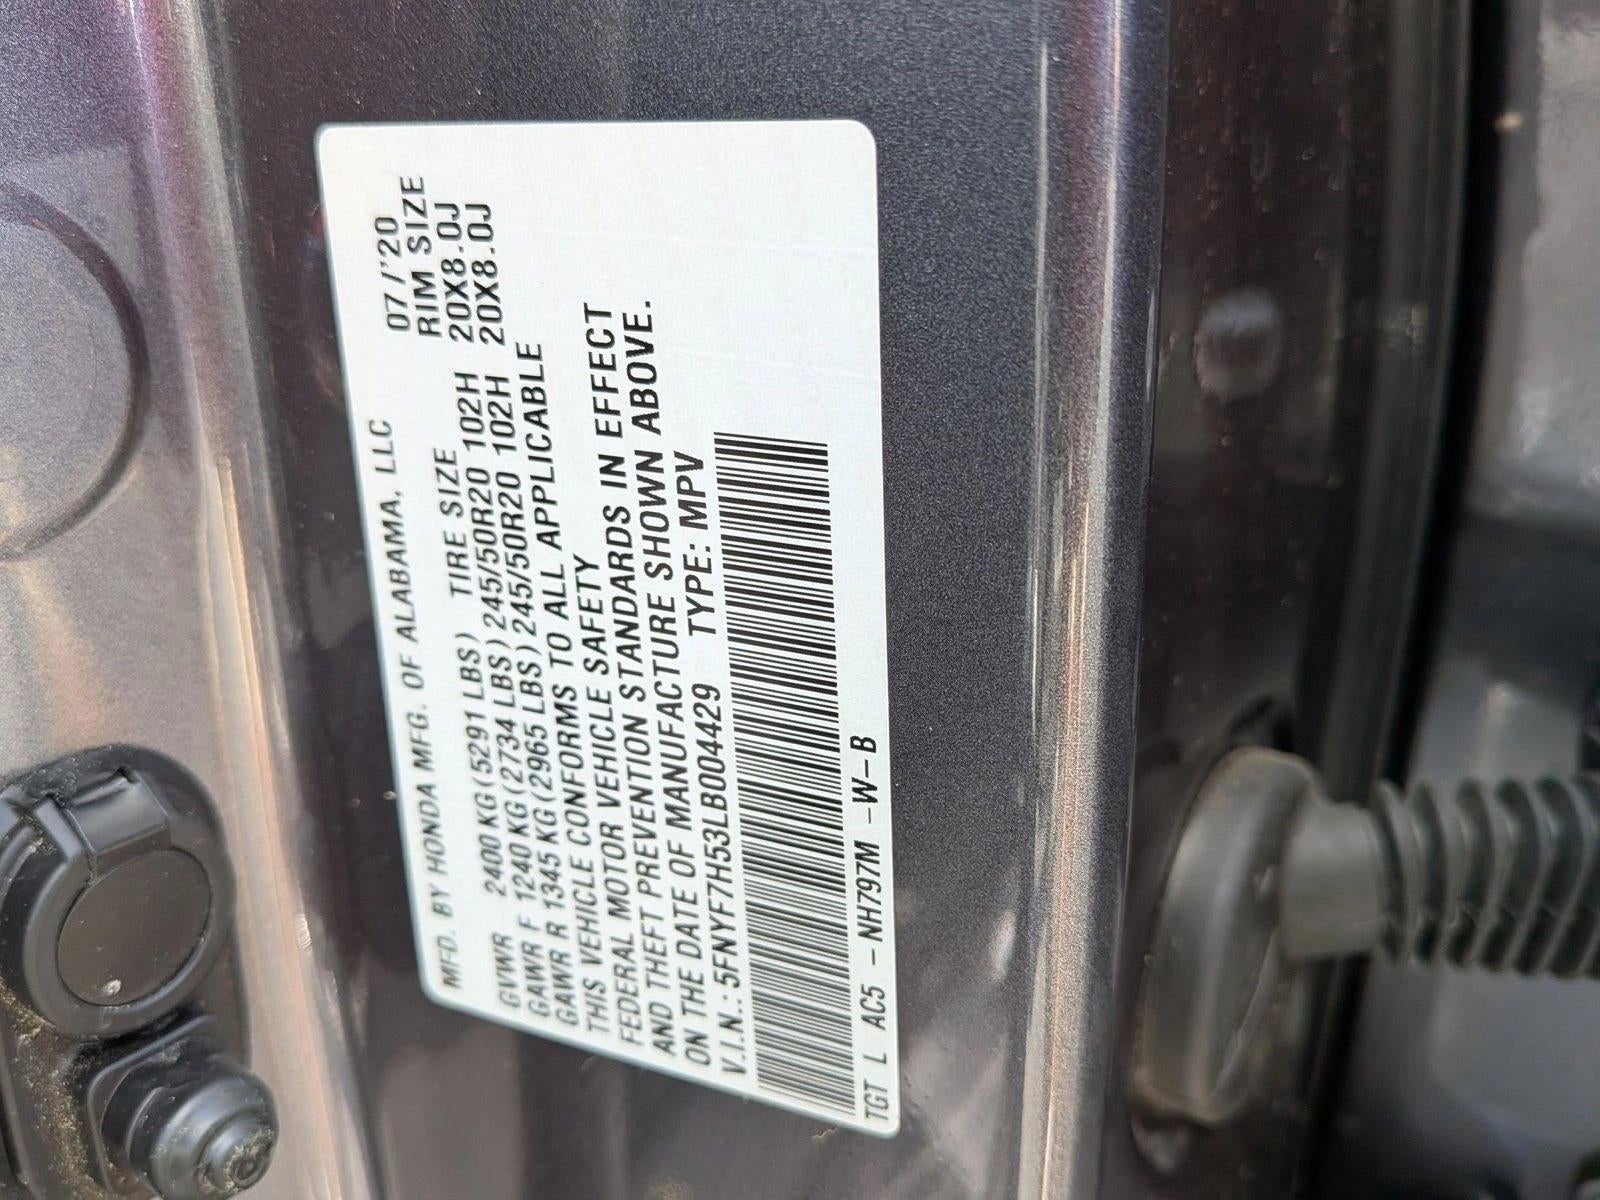 MFD. BY HONDA MFG. OF ALABAMA, LLC 07/'20
GVWR 2400 KG (5291 LBS) TIRE SIZE RIM SIZE
GAWR F 1240 KG (2734 LBS) 245/50R20 102H 20X8.0J
GAWR R 1345 KG (2965 LBS) 245/50R20 102H 20X8.0J
THIS VEHICLE CONFORMS TO ALL APPLICABLE
FEDERAL MOTOR VEHICLE SAFETY
AND THEFT PREVENTION STANDARDS IN EFFECT
ON THE DATE OF MANUFACTURE SHOWN ABOVE.
V.I.N.: 5FNYF7H53LB004429 TYPE: MPV
TGT L AC5 - NH797M - W - B